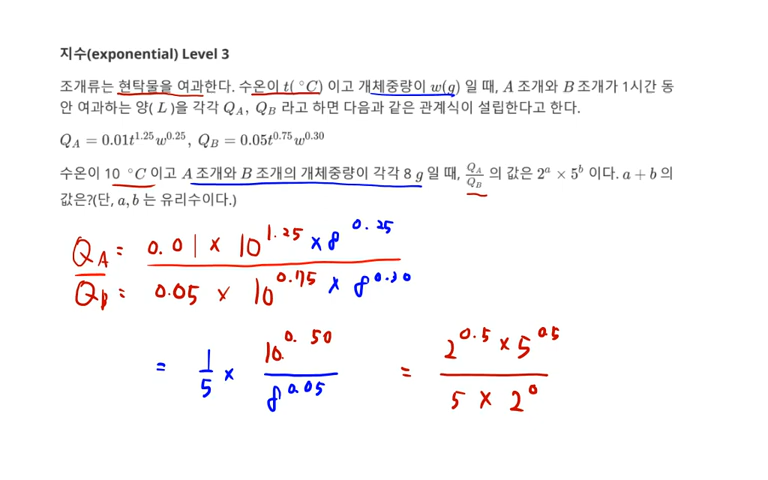 지수(exponential) Level 3
조개류는 현탁물을 여과한다. 수온이 t(°C) 이고 개체중량이 w(g) 일 때, A 조개와 B 조개가 1시간 동
안 여과하는 양(L)을 각각 Q_A, Q_B 라고 하면 다음과 같은 관계식이 성립한다고 한다.
Q_A = 0.01t^{1.25}w^{0.25}, Q_B = 0.05t^{0.75}w^{0.30}
수온이 10 °C 이고 A 조개와 B 조개의 개체중량이 각각 8 g 일 때, Q_A/Q_B 의 값은 2^a × 5^b 이다. a + b 의
값은?(단, a, b 는 유리수이다.)
Q_A = 0.01 × 10^{1.25} × 8^{0.25}
Q_B = 0.05 × 10^{0.75} × 8^{0.30}
= 1/5 × 10^{0.50}/8^{0.05} = 2^{0.5} × 5^{0.5}/5 × 2^{0}